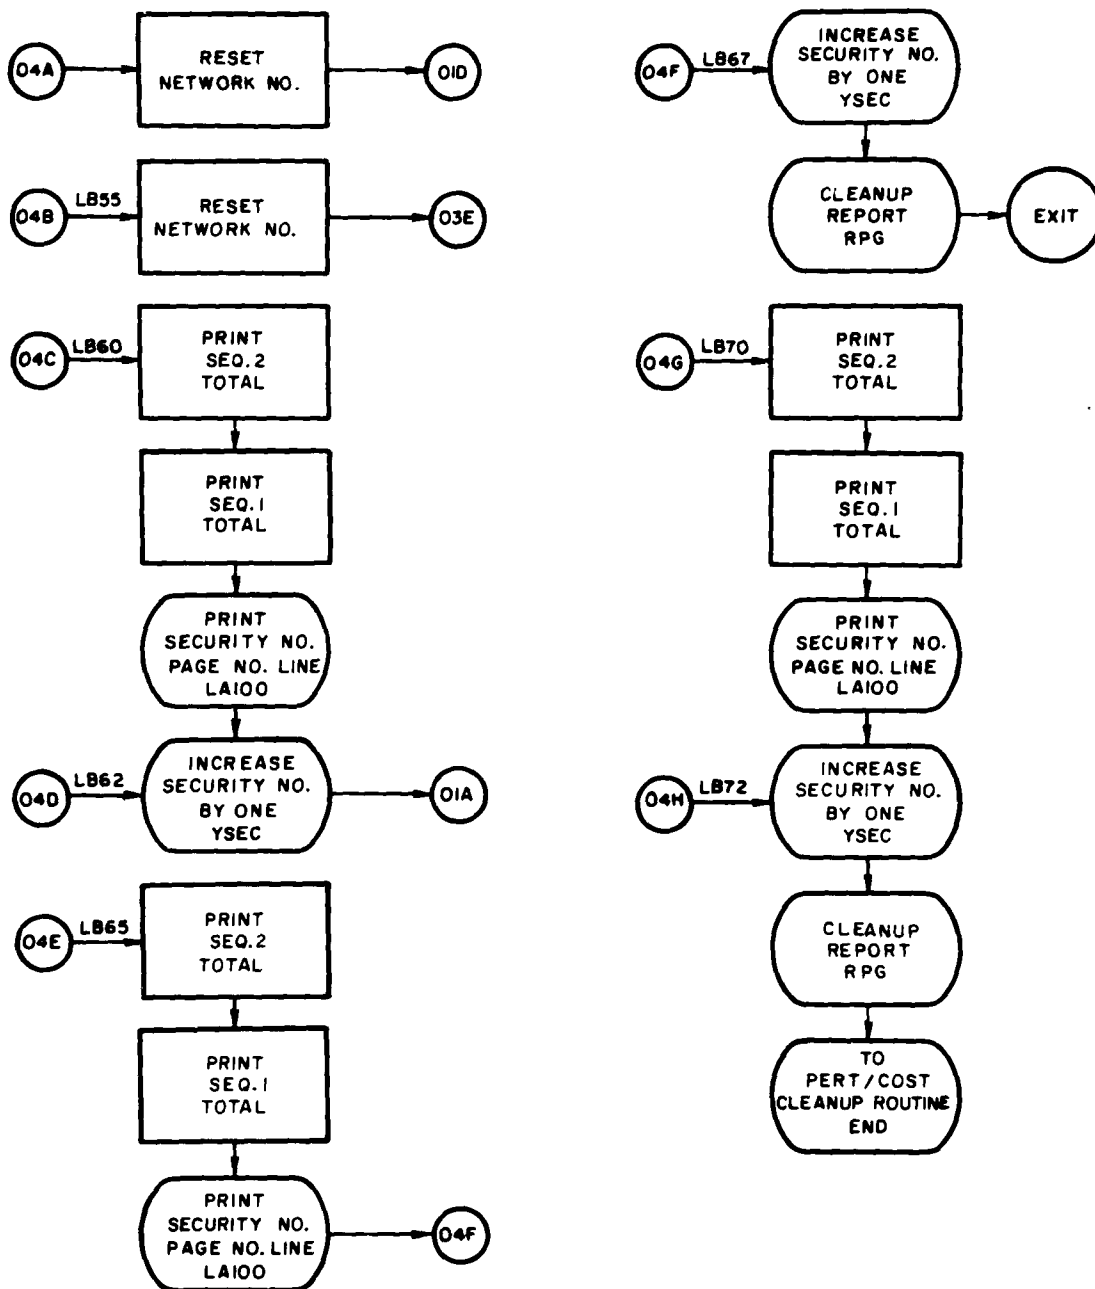 04A
RESET
NETWORK NO.
01D
04B
LB55
RESET
NETWORK NO.
03E
04C
LB60
PRINT
SEQ.2
TOTAL
PRINT
SEQ.1
TOTAL
PRINT
SECURITY NO.
PAGE NO. LINE
LA100
04D
LB62
INCREASE
SECURITY NO.
BY ONE
YSEC
01A
04E
LB65
PRINT
SEQ.2
TOTAL
PRINT
SEQ.1
TOTAL
PRINT
SECURITY NO.
PAGE NO. LINE
LA100
04F
04F
LB67
INCREASE
SECURITY NO.
BY ONE
YSEC
CLEANUP
REPORT
RPG
EXIT
04G
LB70
PRINT
SEQ.2
TOTAL
PRINT
SEQ.1
TOTAL
PRINT
SECURITY NO.
PAGE NO. LINE
LA100
04H
LB72
INCREASE
SECURITY NO.
BY ONE
YSEC
CLEANUP
REPORT
RPG
TO
PERT/COST
CLEANUP ROUTINE
END